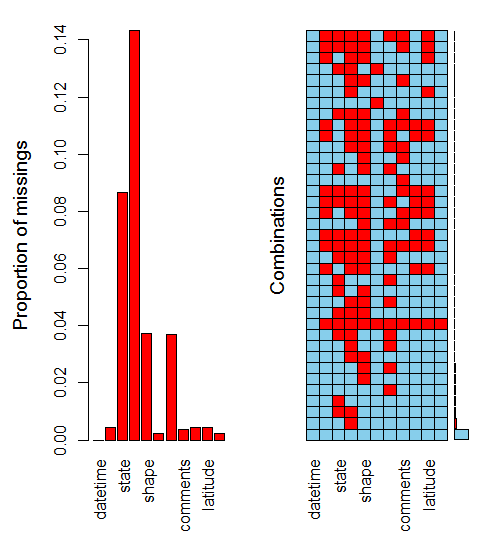 Proportion of missings
0.14
0.12
0.10
0.08
0.06
0.04
0.02
0.00
datetime
state
shape
comments
latitude
Combinations
datetime
state
shape
comments
latitude